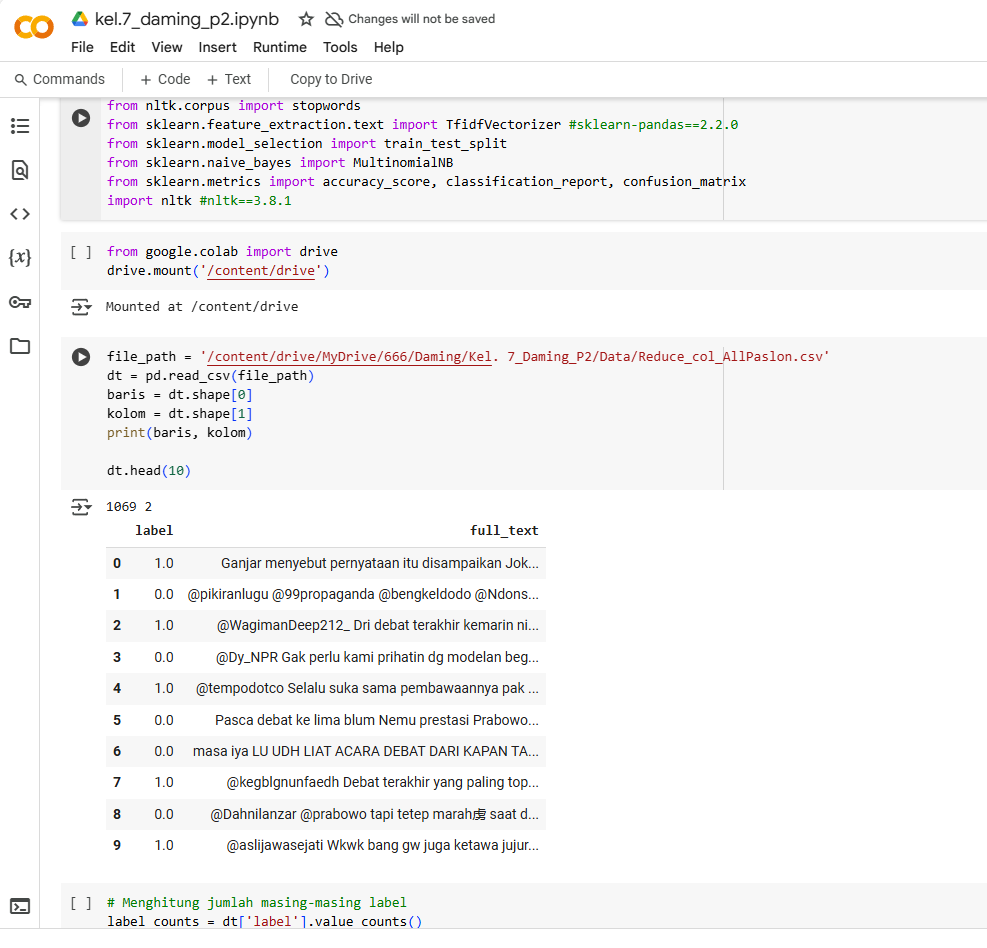 kel.7_daming_p2.ipynb
Changes will not be saved
File Edit View Insert Runtime Tools Help
Commands + Code + Text Copy to Drive
from nltk.corpus import stopwords
from sklearn.feature_extraction.text import TfidfVectorizer #sklearn-pandas==2.2.0
from sklearn.model_selection import train_test_split
from sklearn.naive_bayes import MultinomialNB
from sklearn.metrics import accuracy_score, classification_report, confusion_matrix
import nltk #nltk==3.8.1
[ ] from google.colab import drive
drive.mount('/content/drive')
Mounted at /content/drive
file_path = '/content/drive/MyDrive/666/Daming/Kel. 7_Daming_P2/Data/Reduce_col_AllPaslon.csv'
dt = pd.read_csv(file_path)
baris = dt.shape[0]
kolom = dt.shape[1]
print(baris, kolom)
dt.head(10)
1069 2
label full_text
0 1.0 Ganjar menyebut pernyataan itu disampaikan Jok...
1 0.0 @pikiranlugu @99propaganda @bengkeldodo @Ndons...
2 1.0 @WagimanDeep212_ Dri debat terakhir kemarin ni...
3 0.0 @Dy_NPR Gak perlu kami prihatin dg modelan beg...
4 1.0 @tempodotco Selalu suka sama pembawaannya pak ...
5 0.0 Pasca debat ke lima blum Nemu prestasi Prabowo...
6 0.0 masa iya LU UDH LIAT ACARA DEBAT DARI KAPAN TA...
7 1.0 @kegblgnunfaedh Debat terakhir yang paling top...
8 0.0 @Dahnilanzar @prabowo tapi tetep marah虏 saat d...
9 1.0 @aslijawasejati Wkwk bang gw juga ketawa jujur...
[ ] # Menghitung jumlah masing-masing label
label_counts = dt['label'].value_counts()